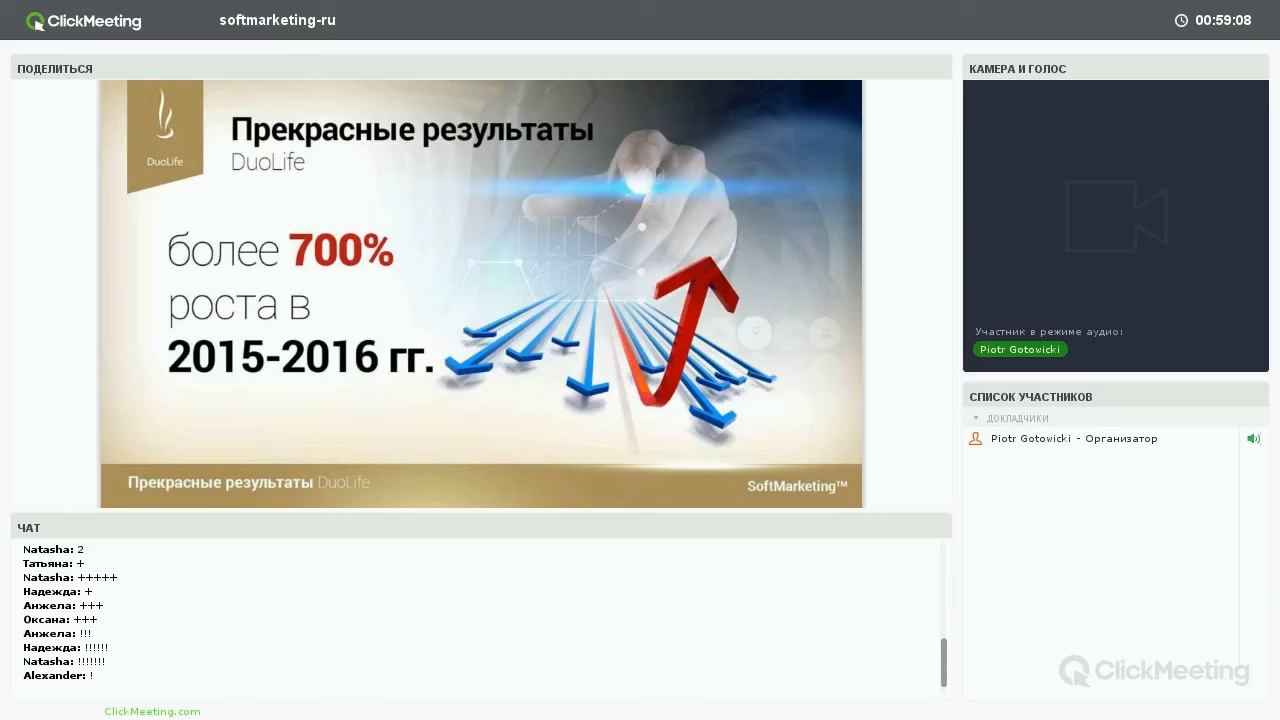 ClickMeeting
softmarketing-ru
00:59:08
ПОДЕЛИТЬСЯ
DuoLife
Прекрасные результаты
DuoLife
более 700%
роста в
2015-2016 гг.
Прекрасные результаты DuoLife
SoftMarketing™
ЧАТ
Natasha: 2
Татьяна: +
Natasha: +++++
Надежда: +
Анжела: +++
Оксана: +++
Анжела: !!!
Надежда: !!!!!!
Natasha: !!!!!!!
Alexander: !
ClickMeeting.com
КАМЕРА И ГОЛОС
Участник в режиме аудио:
Piotr Gotowicki
СПИСОК УЧАСТНИКОВ
ДОКЛАДЧИКИ
Piotr Gotowicki - Организатор
ClickMeeting